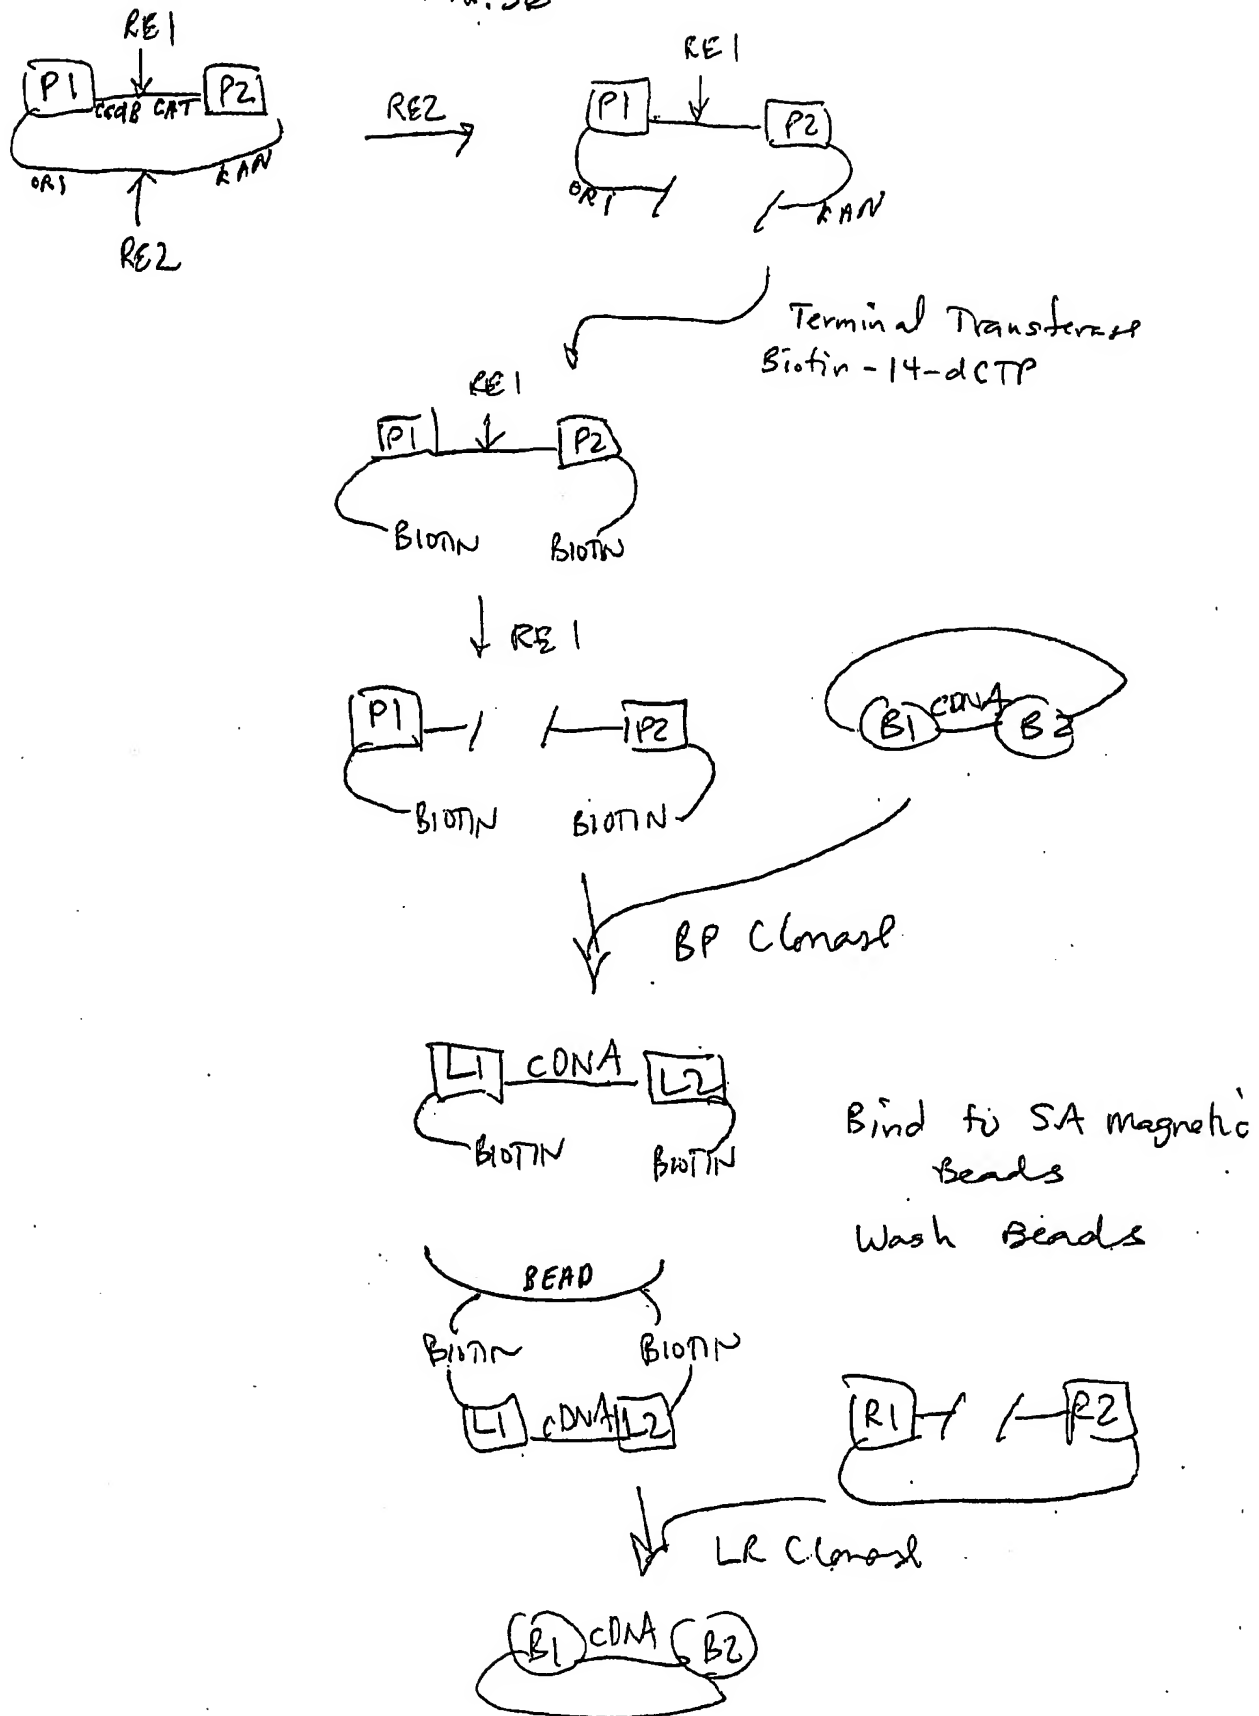 RE1
P1 ccdB CAT P2
ORI KAN
RE2
RE2
RE1
P1 P2
ORI KAN
Terminal Transferase
Biotin-14-dCTP
RE1
P1 P2
BIOTIN BIOTIN
RE1
P1 P2
BIOTIN BIOTIN
B1 cDNA B2
BP Clonase
L1 cDNA L2
BIOTIN BIOTIN
Bind to SA magnetic
Beads
Wash Beads
BEAD
BIOTIN BIOTIN
L1 cDNA L2
R1 R2
LR Clonase
B1 cDNA B2